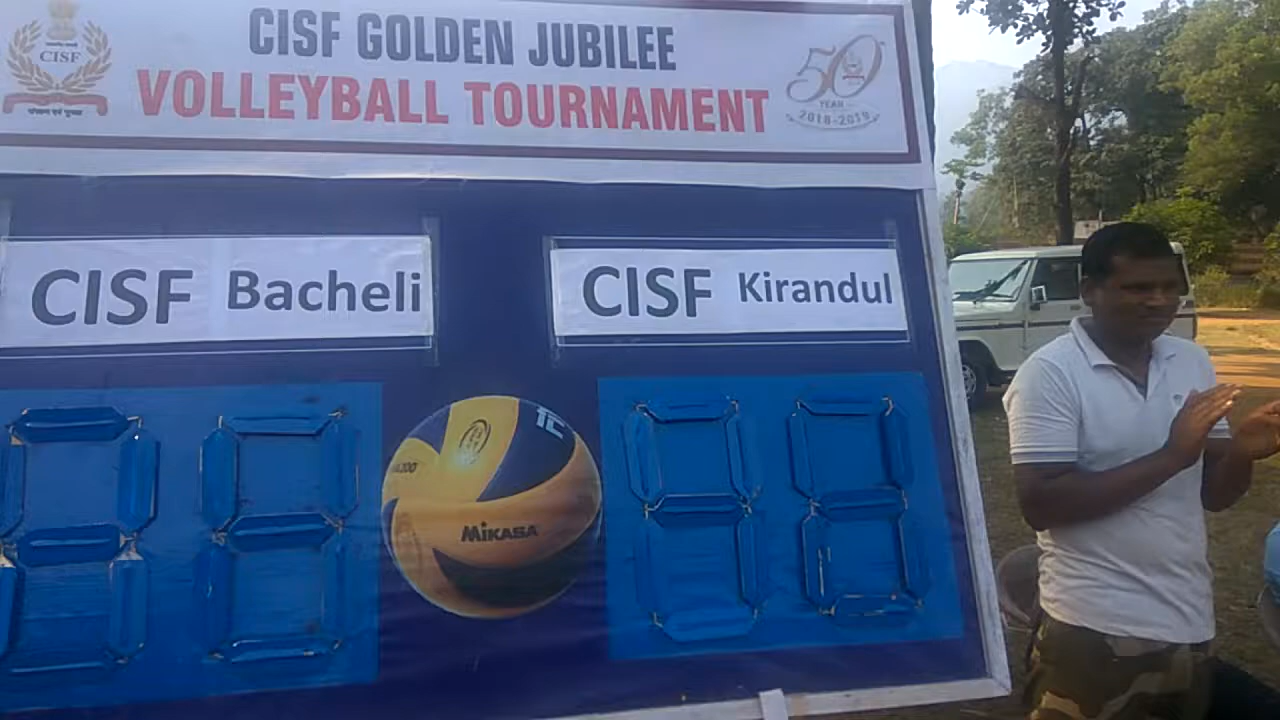 CISF
CISF GOLDEN JUBILEE
VOLLEYBALL TOURNAMENT
50
YEAR
2018-2019
CISF Bacheli
CISF Kirandul
MIKASA